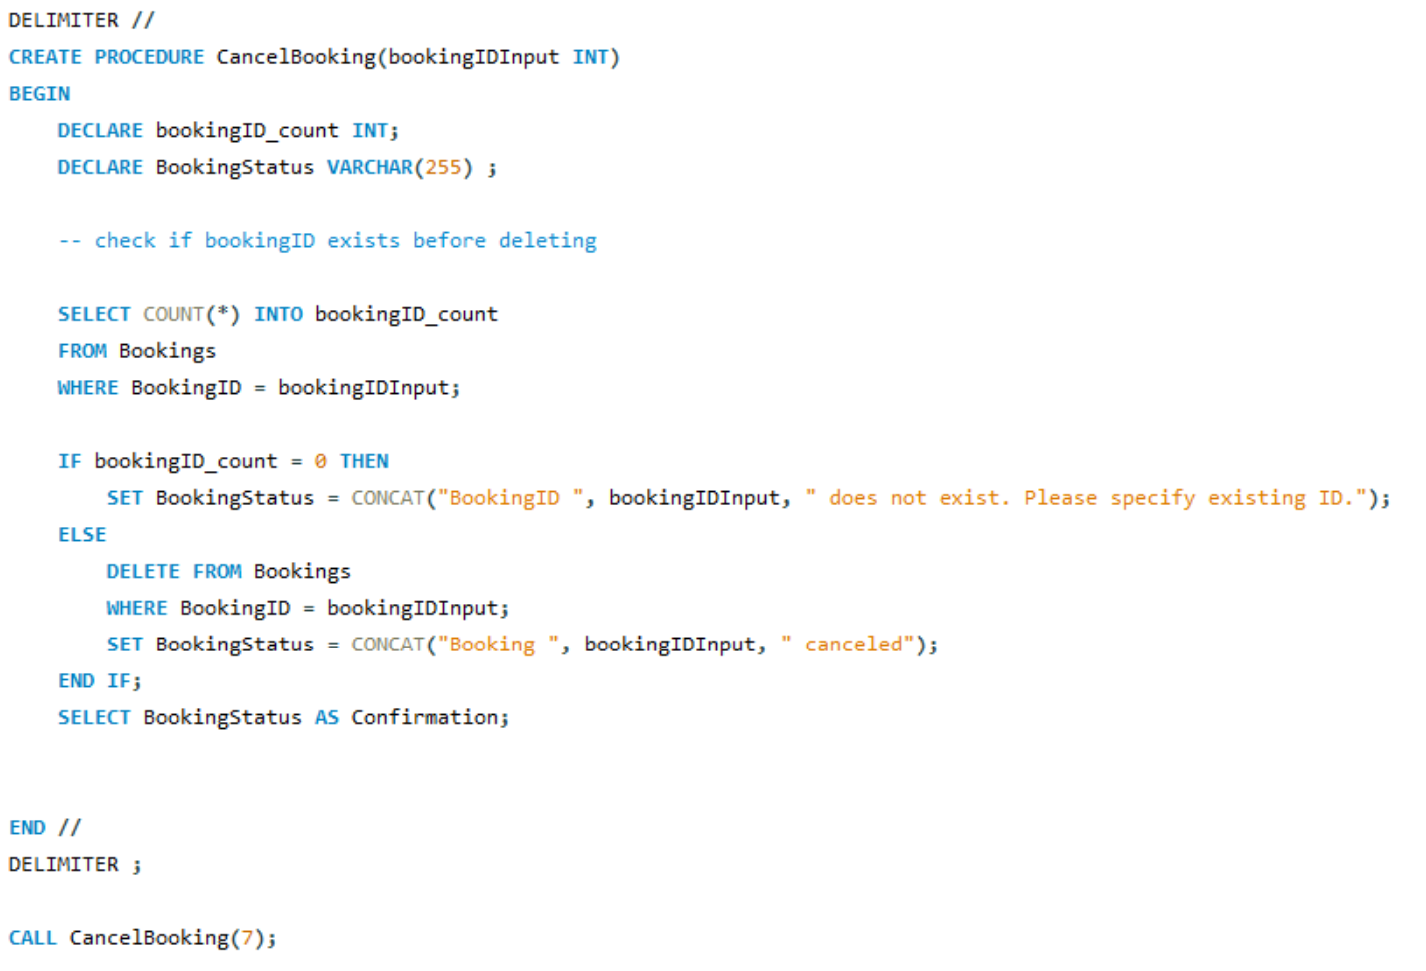 DELIMITER //
CREATE PROCEDURE CancelBooking(bookingIDInput INT)
BEGIN
    DECLARE bookingID_count INT;
    DECLARE BookingStatus VARCHAR(255) ;
    -- check if bookingID exists before deleting
    SELECT COUNT(*) INTO bookingID_count
    FROM Bookings
    WHERE BookingID = bookingIDInput;
    IF bookingID_count = 0 THEN
        SET BookingStatus = CONCAT("BookingID ", bookingIDInput, " does not exist. Please specify existing ID.");
    ELSE
        DELETE FROM Bookings
        WHERE BookingID = bookingIDInput;
        SET BookingStatus = CONCAT("Booking ", bookingIDInput, " canceled");
    END IF;
    SELECT BookingStatus AS Confirmation;
END //
DELIMITER ;
CALL CancelBooking(7);